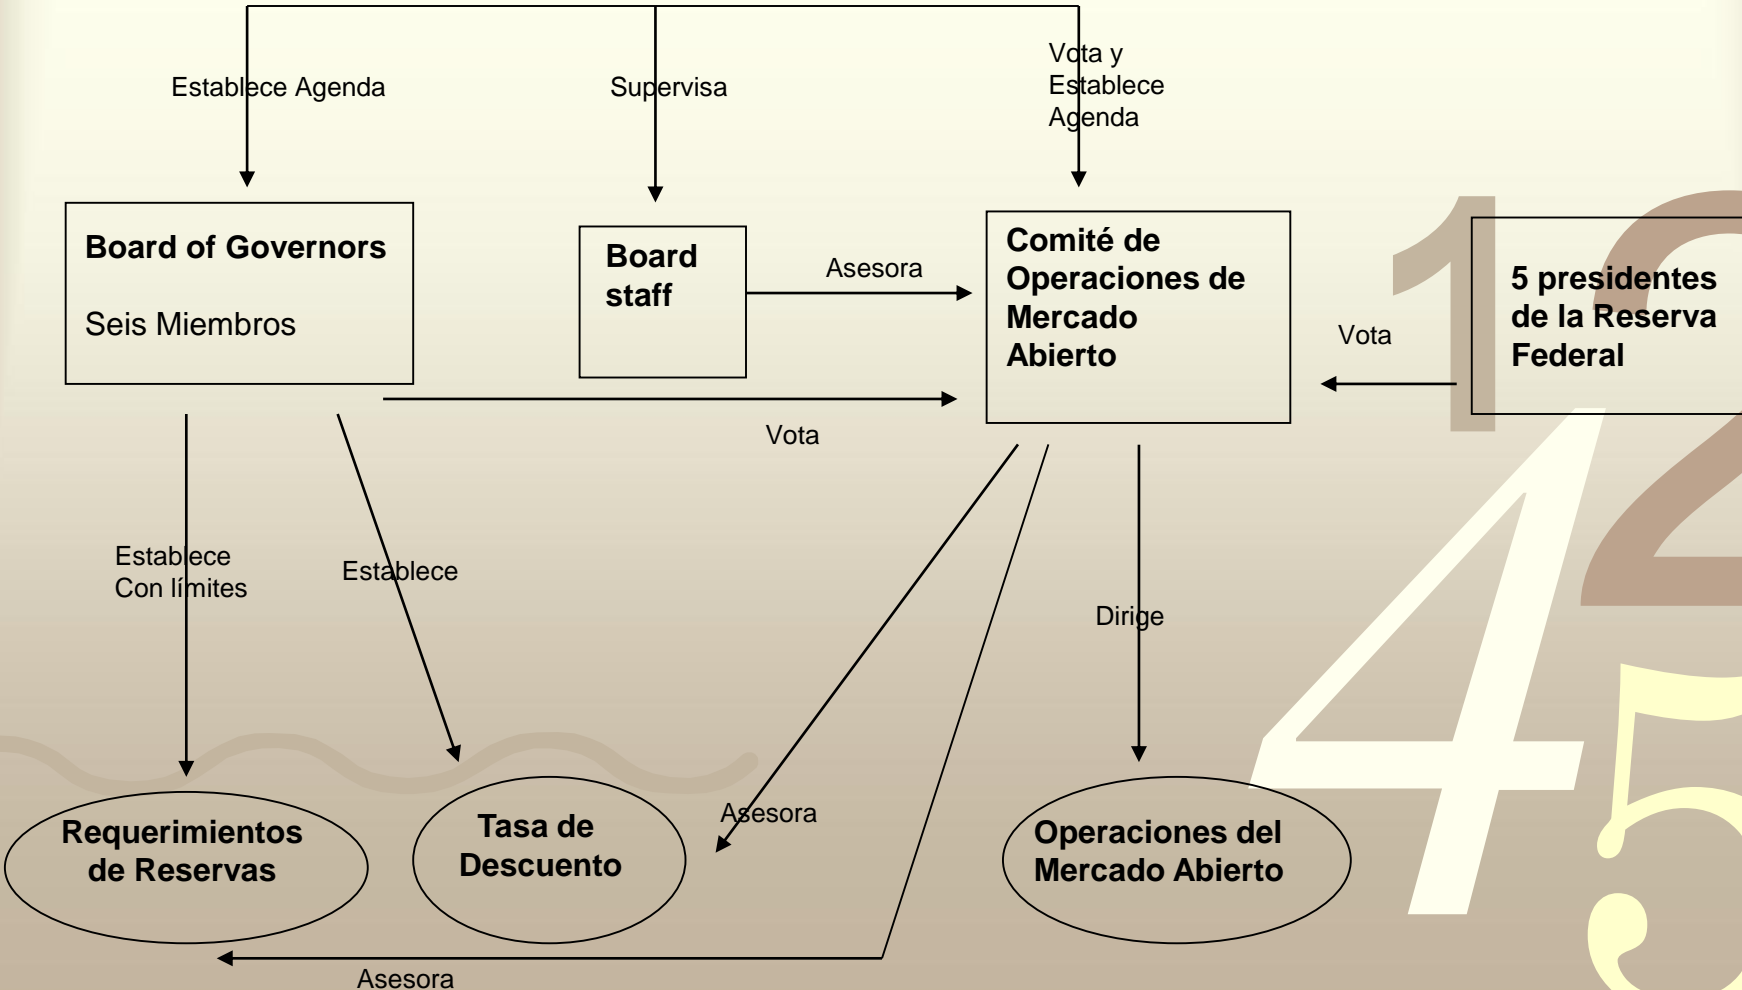 Establece Agenda
Supervisa
Vota y
Establece
Agenda
Board of Governors
Seis Miembros
Board
staff
Asesora
Comité de
Operaciones de
Mercado
Abierto
Vota
5 presidentes
de la Reserva
Federal
Vota
Establece
Con límites
Establece
Dirige
Asesora
Requerimientos
de Reservas
Tasa de
Descuento
Operaciones del
Mercado Abierto
Asesora
1
2
4
5